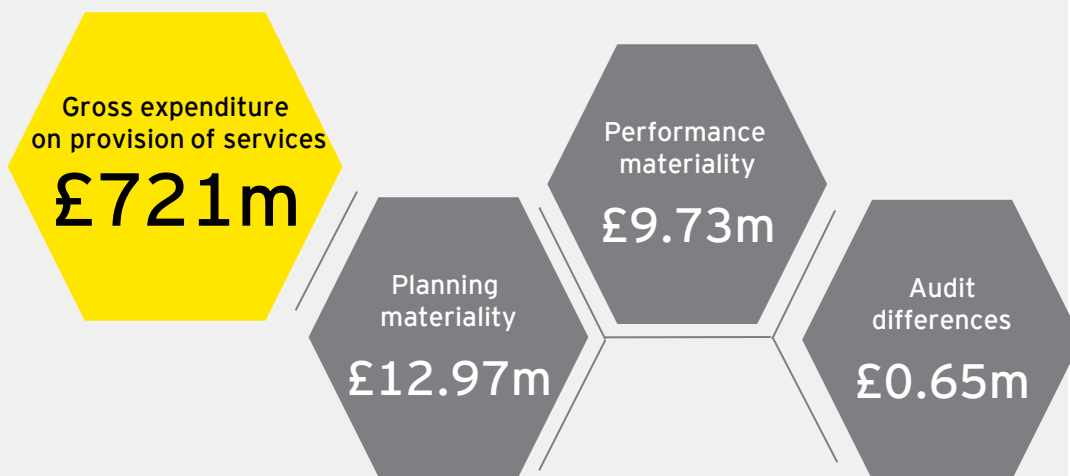 Gross expenditure
on provision of services
£721m
Planning
materiality
£12.97m
Performance
materiality
£9.73m
Audit
differences
£0.65m